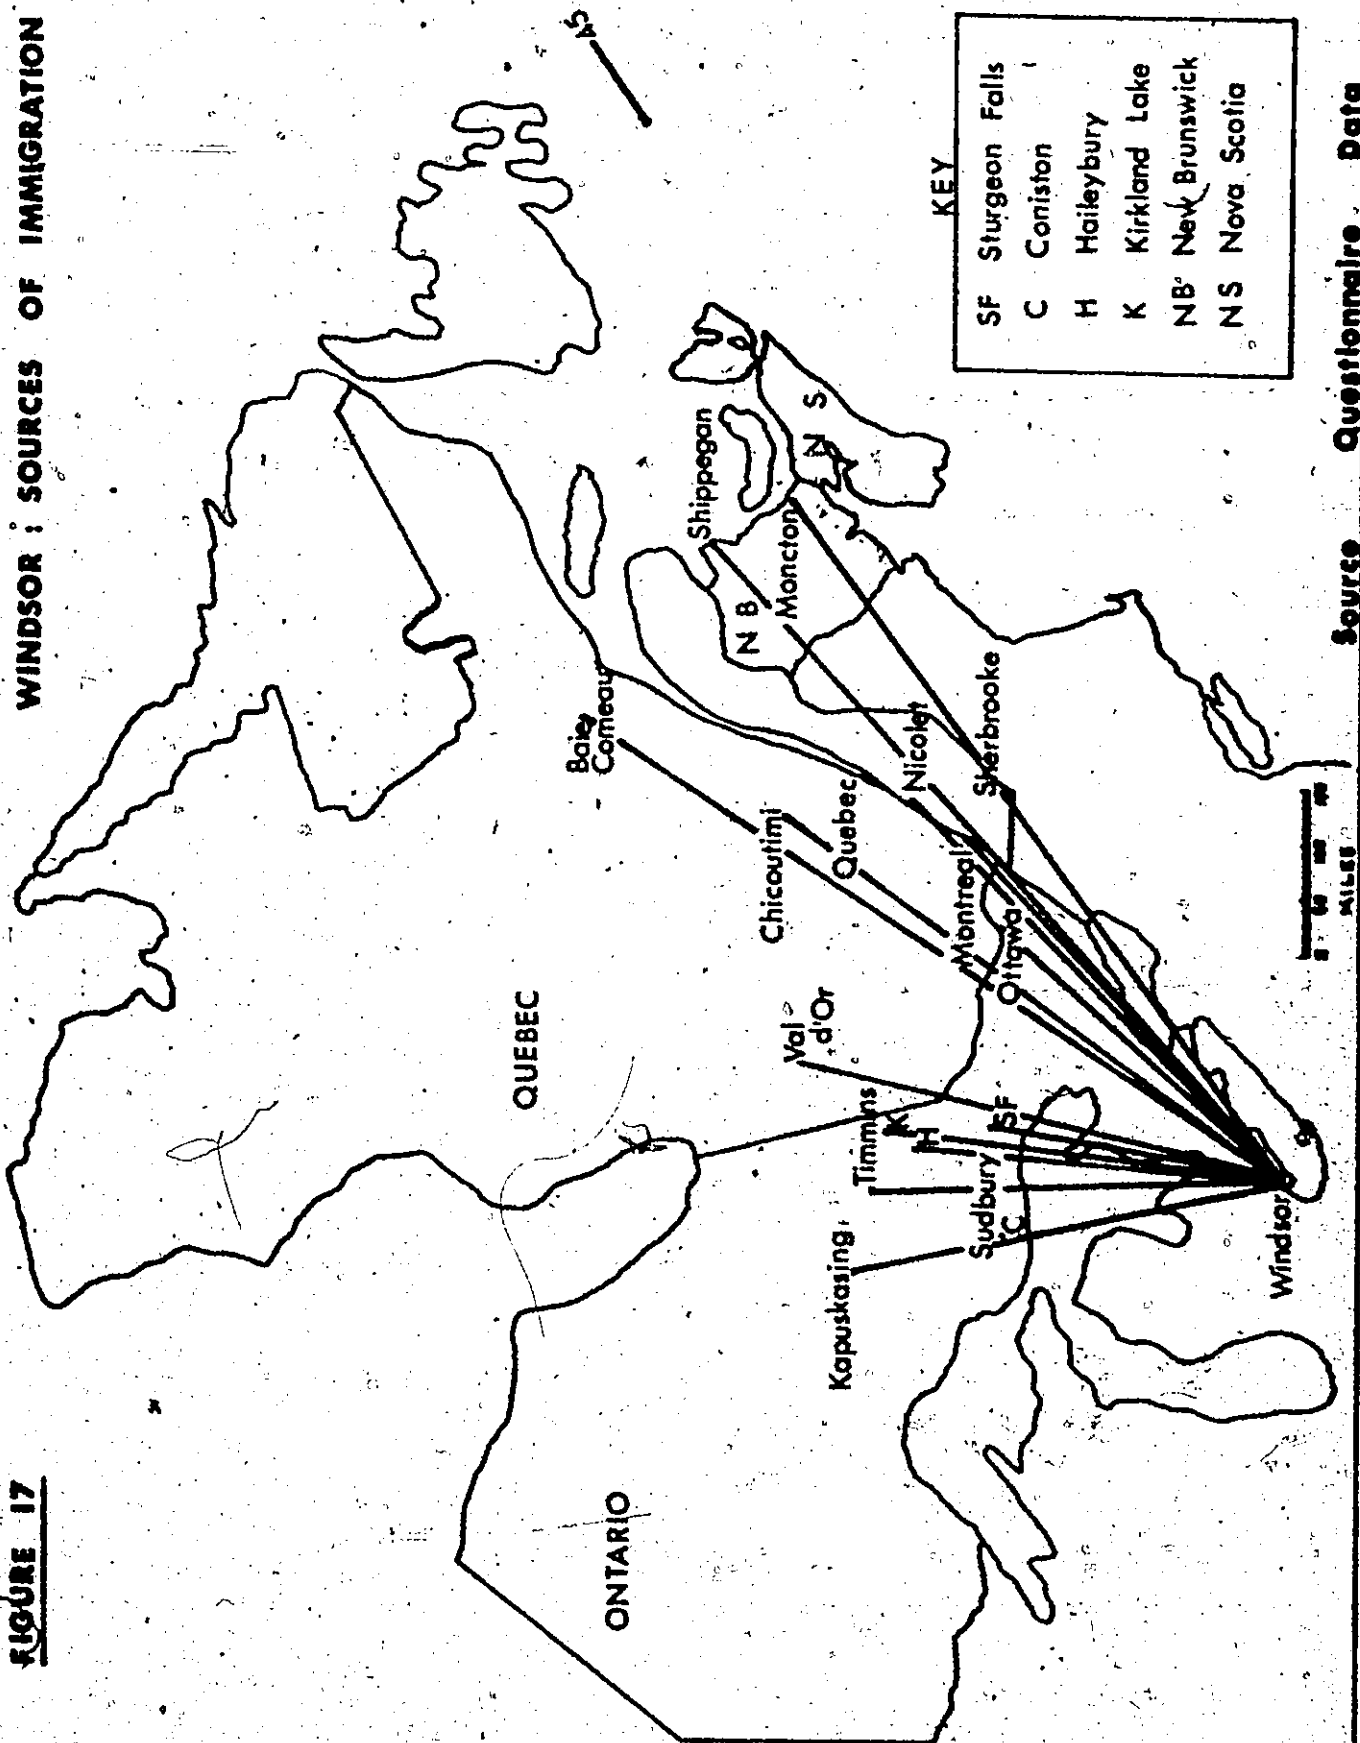 FIGURE 17
WINDSOR : SOURCES OF IMMIGRATION
45
QUEBEC
ONTARIO
Baie
Comeau
Shippegan
Chicoutimi
N B
Moncton
N S
Val
d'Or
Quebec
Kapuskasing
Timmins
K
H
Nicolet
Montreal
Sherbrooke
Sudbury
C
SF
Ottawa
Windsor
KEY
SF Sturgeon Falls
C Coniston
H Haileybury
K Kirkland Lake
NB New Brunswick
NS Nova Scotia
MILES
Source Questionnaire Data